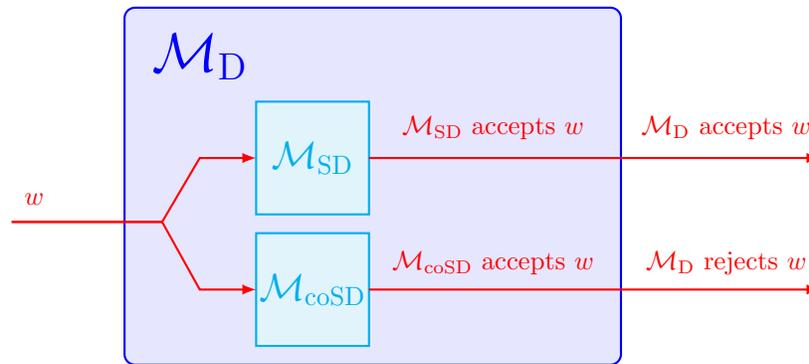 M_D
M_SD accepts w
M_D accepts w
M_SD
w
M_coSD accepts w
M_D rejects w
M_coSD